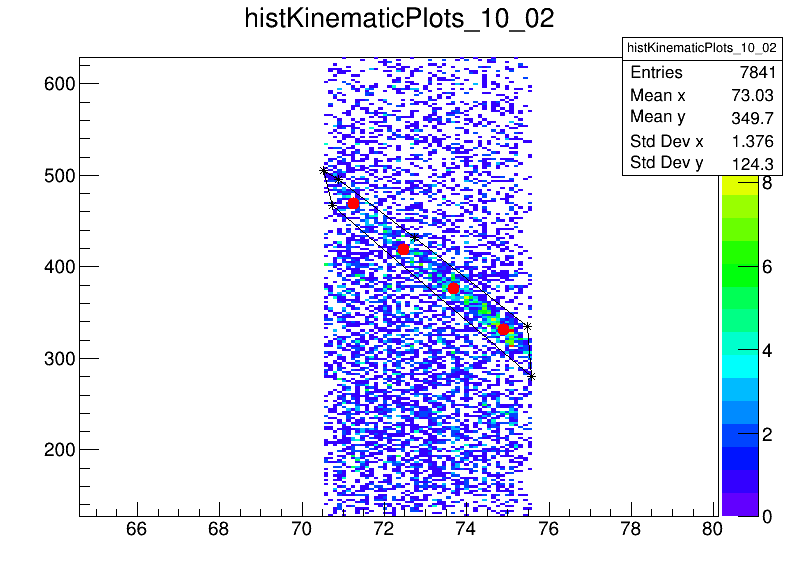 histKinematicPlots_10_02
histKinematicPlots_10_02
Entries 7841
Mean x 73.03
Mean y 349.7
Std Dev x 1.376
Std Dev y 124.3
600
500
400
300
200
66 68 70 72 74 76 78 80
8
6
4
2
0